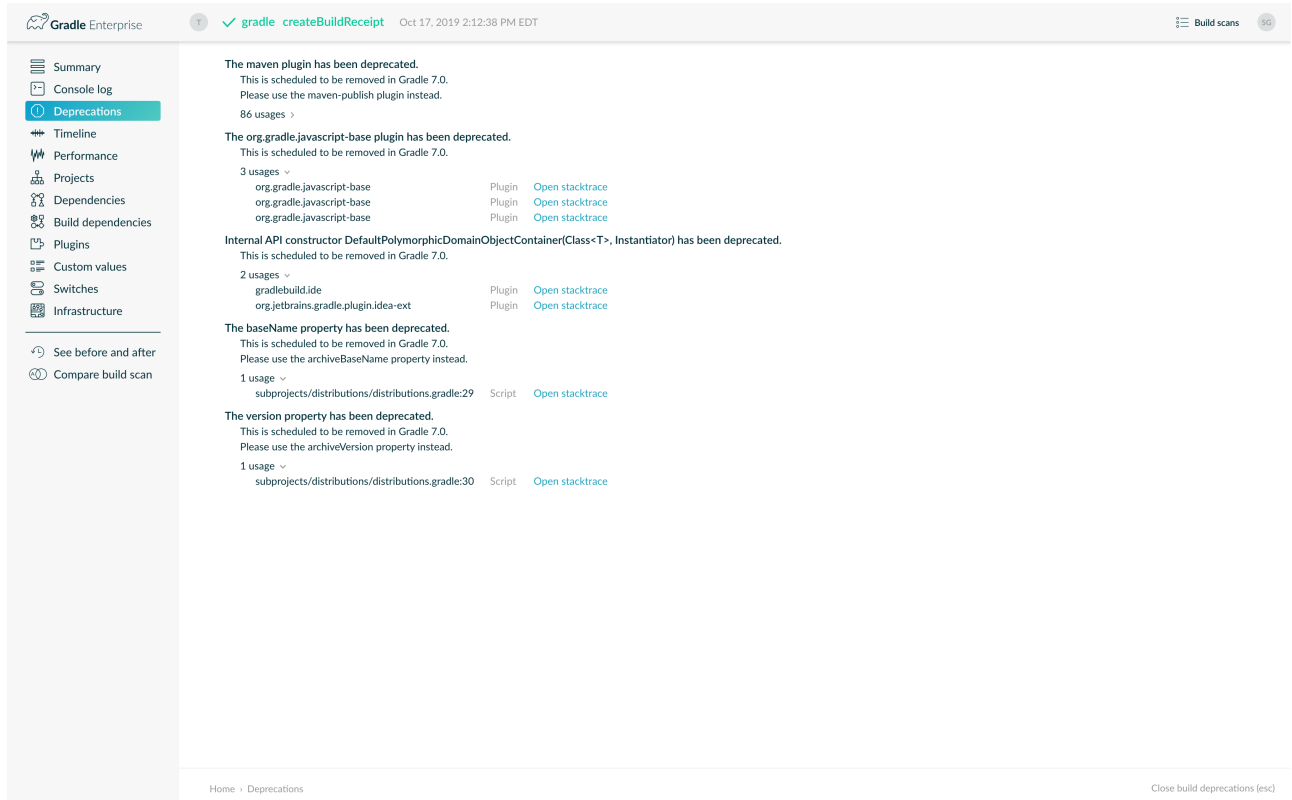 Gradle Enterprise
T gradle createBuildReceipt Oct 17, 2019 2:12:38 PM EDT Build scans SG
Summary
Console log
Deprecations
Timeline
Performance
Projects
Dependencies
Build dependencies
Plugins
Custom values
Switches
Infrastructure
See before and after
Compare build scan
The maven plugin has been deprecated.
This is scheduled to be removed in Gradle 7.0.
Please use the maven-publish plugin instead.
86 usages
The org.gradle.javascript-base plugin has been deprecated.
This is scheduled to be removed in Gradle 7.0.
3 usages
org.gradle.javascript-base Plugin Open stacktrace
org.gradle.javascript-base Plugin Open stacktrace
org.gradle.javascript-base Plugin Open stacktrace
Internal API constructor DefaultPolymorphicDomainObjectContainer(Class<T>, Instantiator) has been deprecated.
This is scheduled to be removed in Gradle 7.0.
2 usages
gradlebuild.ide Plugin Open stacktrace
org.jetbrains.gradle.plugin.idea-ext Plugin Open stacktrace
The baseName property has been deprecated.
This is scheduled to be removed in Gradle 7.0.
Please use the archiveBaseName property instead.
1 usage
subprojects/distributions/distributions.gradle:29 Script Open stacktrace
The version property has been deprecated.
This is scheduled to be removed in Gradle 7.0.
Please use the archiveVersion property instead.
1 usage
subprojects/distributions/distributions.gradle:30 Script Open stacktrace
Home › Deprecations Close build deprecations (esc)